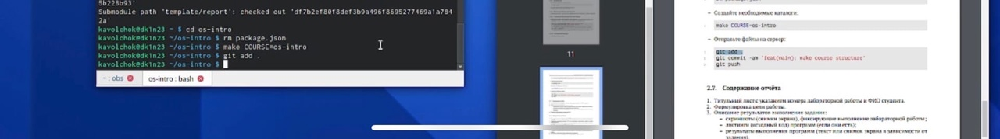 5b228b93'
Submodule path 'template/report': checked out 'df7b2ef80f8def3b9a496f8695277469a1a784
2a'
kavolchok@dk1n23 ~ $ cd os-intro
kavolchok@dk1n23 ~/os-intro $ rm package.json
kavolchok@dk1n23 ~/os-intro $ make COURSE=os-intro
kavolchok@dk1n23 ~/os-intro $ git add .
kavolchok@dk1n23 ~/os-intro $
~ : obs
os-intro : bash
11
– Создайте необходимые каталоги:
make COURSE=os-intro
– Отправьте файлы на сервер:
git add .
git commit -am 'feat(main): make course structure'
git push
2.7. Содержание отчёта
1. Титульный лист с указанием номера лабораторной работы и ФИО студента.
2. Формулировка цели работы.
3. Описание результатов выполнения задания:
– скриншоты (снимки экрана), фиксирующие выполнение лабораторной работы;
– листинги (исходный код) программ (если они есть);
– результаты выполнения программ (текст или снимок экрана в зависимости от
задания).